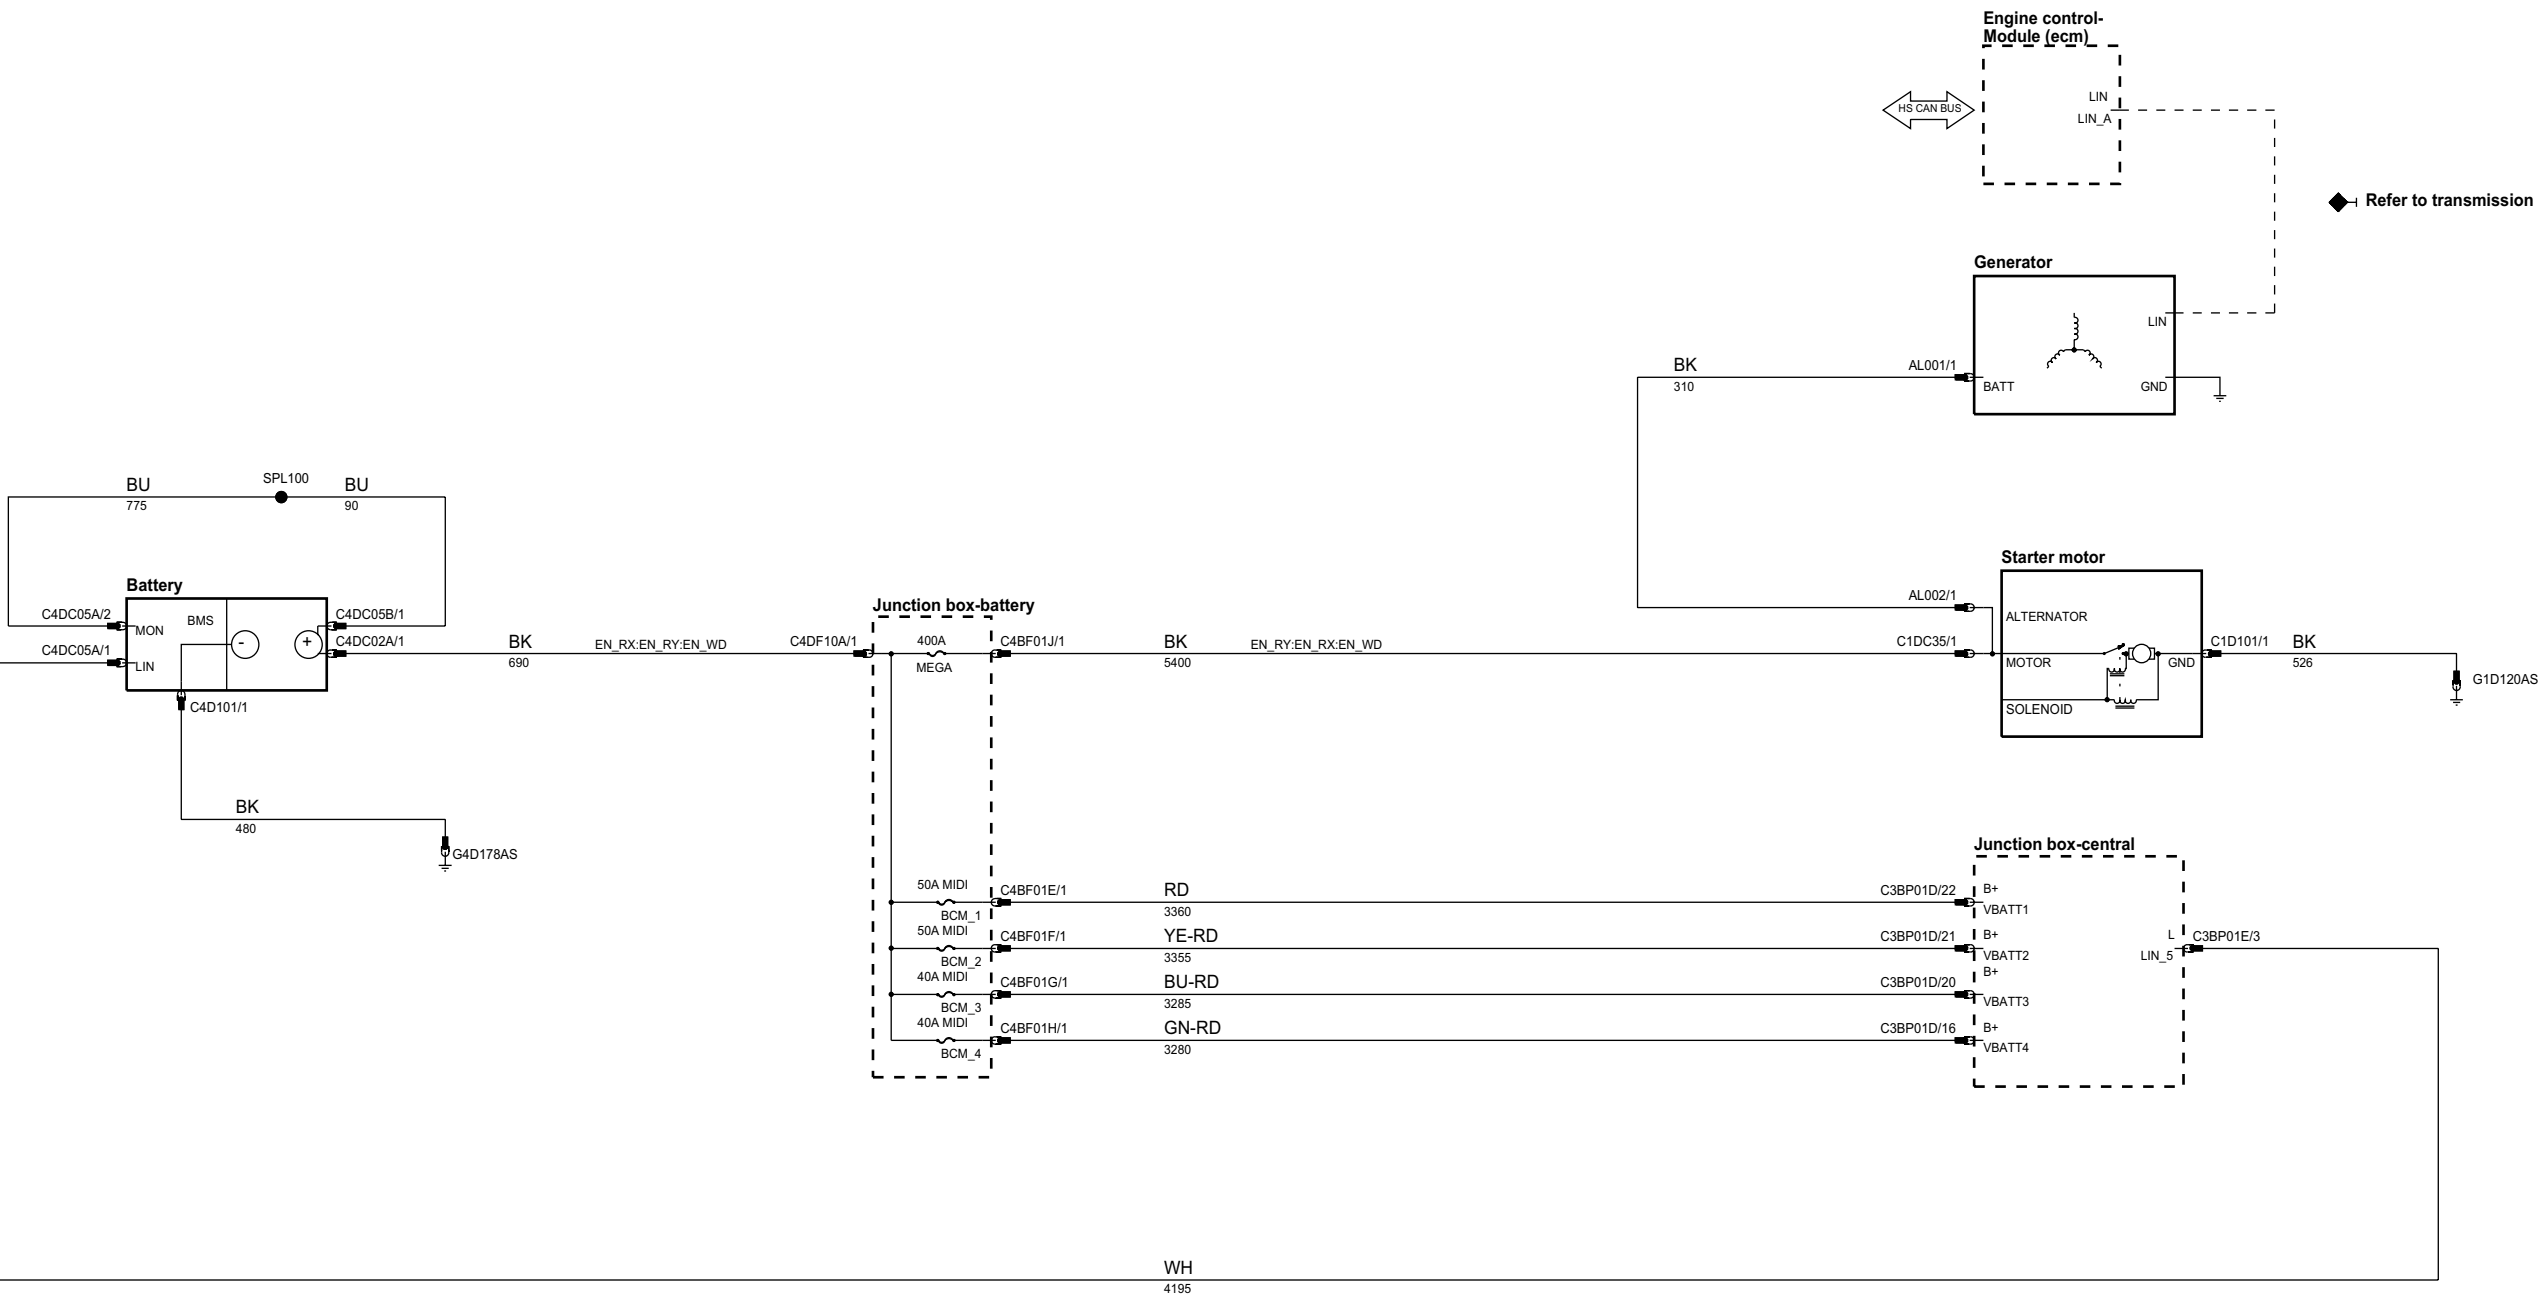 Engine control-
Module (ecm)
HS CAN BUS
LIN
LIN_A
Refer to transmission
Generator
LIN
BK
310
AL001/1
BATT
GND
BU
775
SPL100
BU
90
Battery
C4DC05A/2
MON
BMS
-
+
C4DC05B/1
C4DC02A/1
C4DC05A/1
LIN
C4D101/1
BK
690
EN_RX:EN_RY:EN_WD
C4DF10A/1
Junction box-battery
400A
MEGA
C4BF01J/1
BK
5400
EN_RY:EN_RX:EN_WD
Starter motor
AL002/1
ALTERNATOR
C1DC35/1
MOTOR
GND
SOLENOID
C1D101/1
BK
526
G1D120AS
BK
480
G4D178AS
Junction box-central
50A MIDI
BCM_1
C4BF01E/1
RD
3360
C3BP01D/22
B+
VBATT1
50A MIDI
BCM_2
C4BF01F/1
YE-RD
3355
C3BP01D/21
B+
VBATT2
L
LIN_5
C3BP01E/3
40A MIDI
BCM_3
C4BF01G/1
BU-RD
3285
C3BP01D/20
B+
VBATT3
40A MIDI
BCM_4
C4BF01H/1
GN-RD
3280
C3BP01D/16
B+
VBATT4
WH
4195